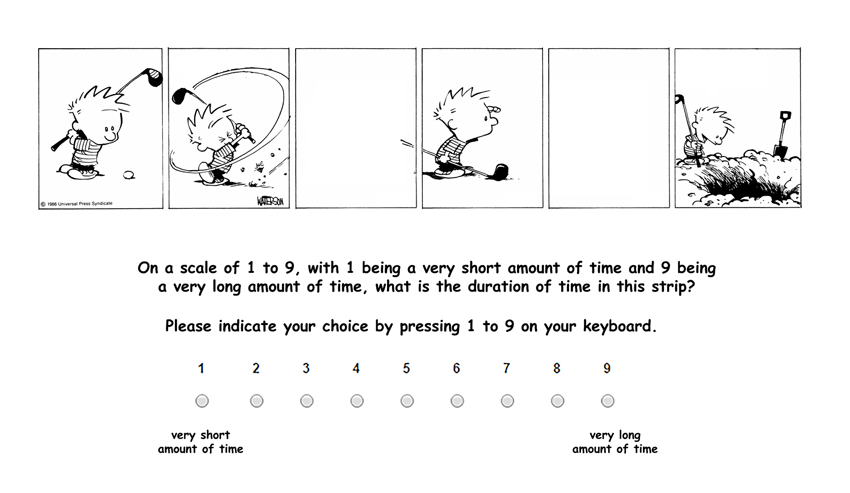 © 1986 Universal Press Syndicate
WATTERSON
On a scale of 1 to 9, with 1 being a very short amount of time and 9 being
a very long amount of time, what is the duration of time in this strip?
Please indicate your choice by pressing 1 to 9 on your keyboard.
1 2 3 4 5 6 7 8 9
very short very long
amount of time amount of time